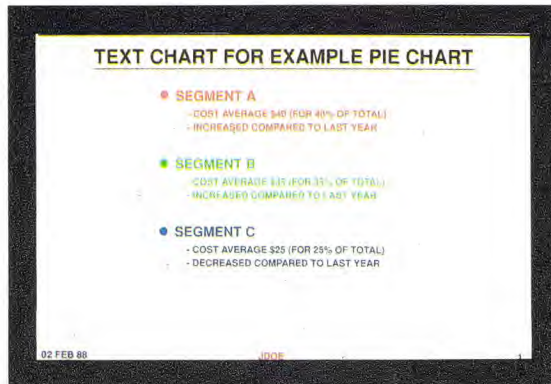 TEXT CHART FOR EXAMPLE PIE CHART
SEGMENT A
- COST AVERAGE $40 (FOR 40% OF TOTAL)
- INCREASED COMPARED TO LAST YEAR
SEGMENT B
- COST AVERAGE $35 (FOR 35% OF TOTAL)
- INCREASED COMPARED TO LAST YEAR
SEGMENT C
- COST AVERAGE $25 (FOR 25% OF TOTAL)
- DECREASED COMPARED TO LAST YEAR
02 FEB 88 JDOE 1